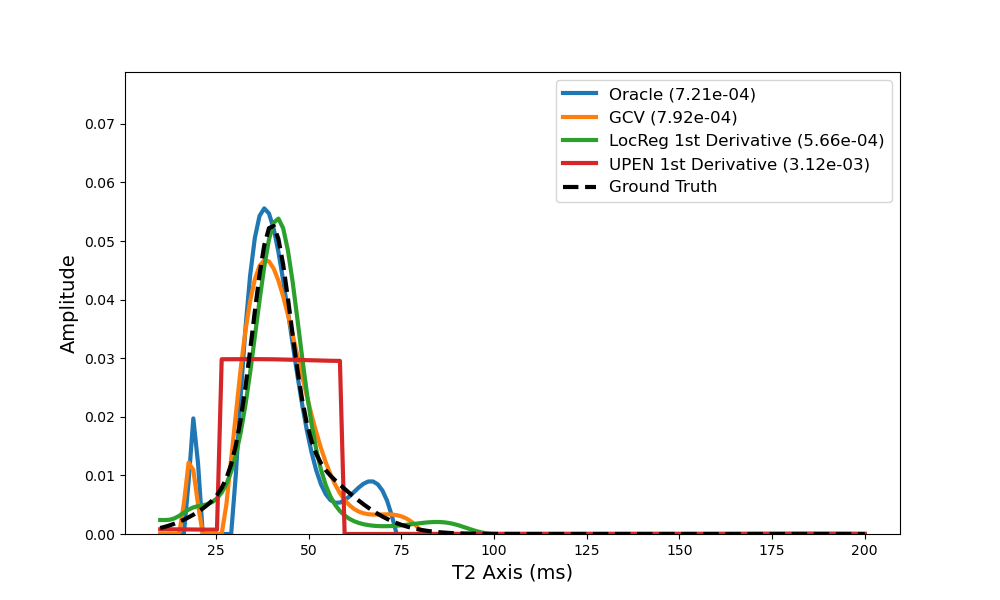 Oracle (7.21e-04)
GCV (7.92e-04)
LocReg 1st Derivative (5.66e-04)
UPEN 1st Derivative (3.12e-03)
Ground Truth
0.07
0.06
0.05
0.04
0.03
0.02
0.01
0.00
Amplitude
25 50 75 100 125 150 175 200
T2 Axis (ms)